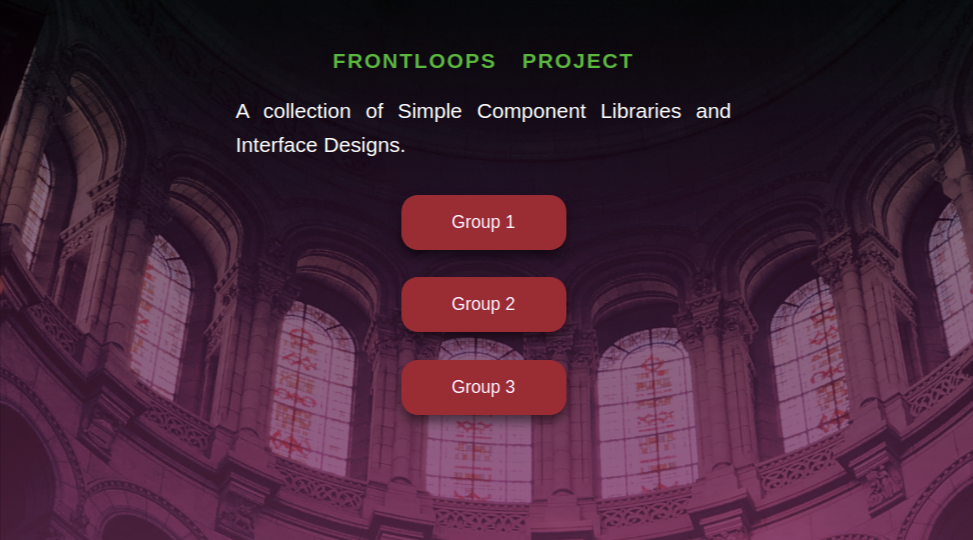 FRONTLOOPS PROJECT
A collection of Simple Component Libraries and
Interface Designs.
Group 1
Group 2
Group 3